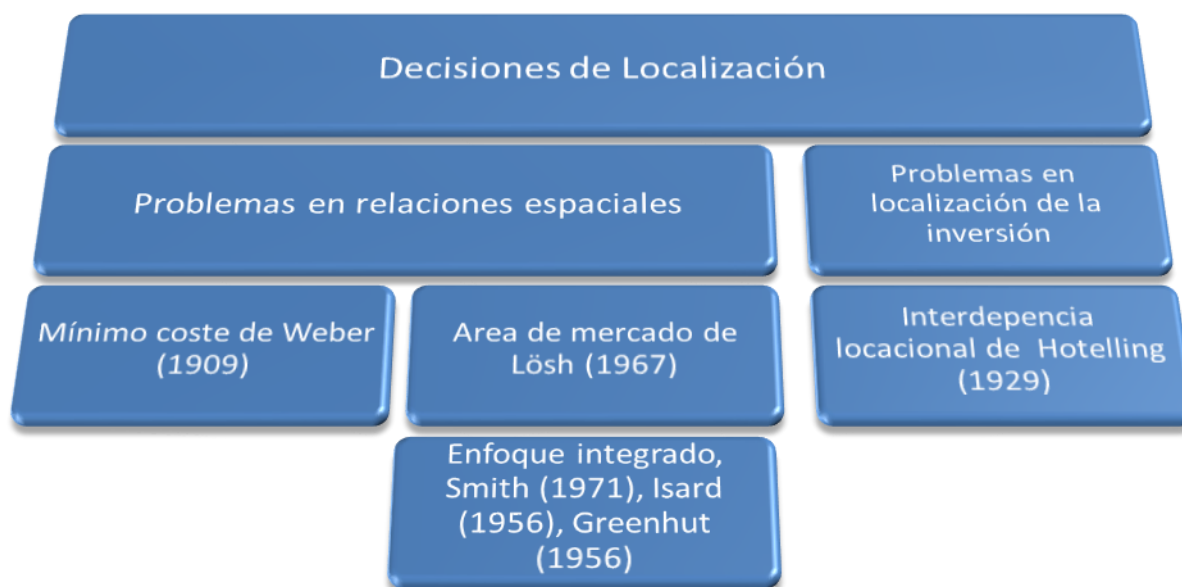 Decisiones de Localización
Problemas en relaciones espaciales
Problemas en
localización de la
inversión
Mínimo coste de Weber
(1909)
Area de mercado de
Lösh (1967)
Interdepencia
locacional de Hotelling
(1929)
Enfoque integrado,
Smith (1971), Isard
(1956), Greenhut
(1956)